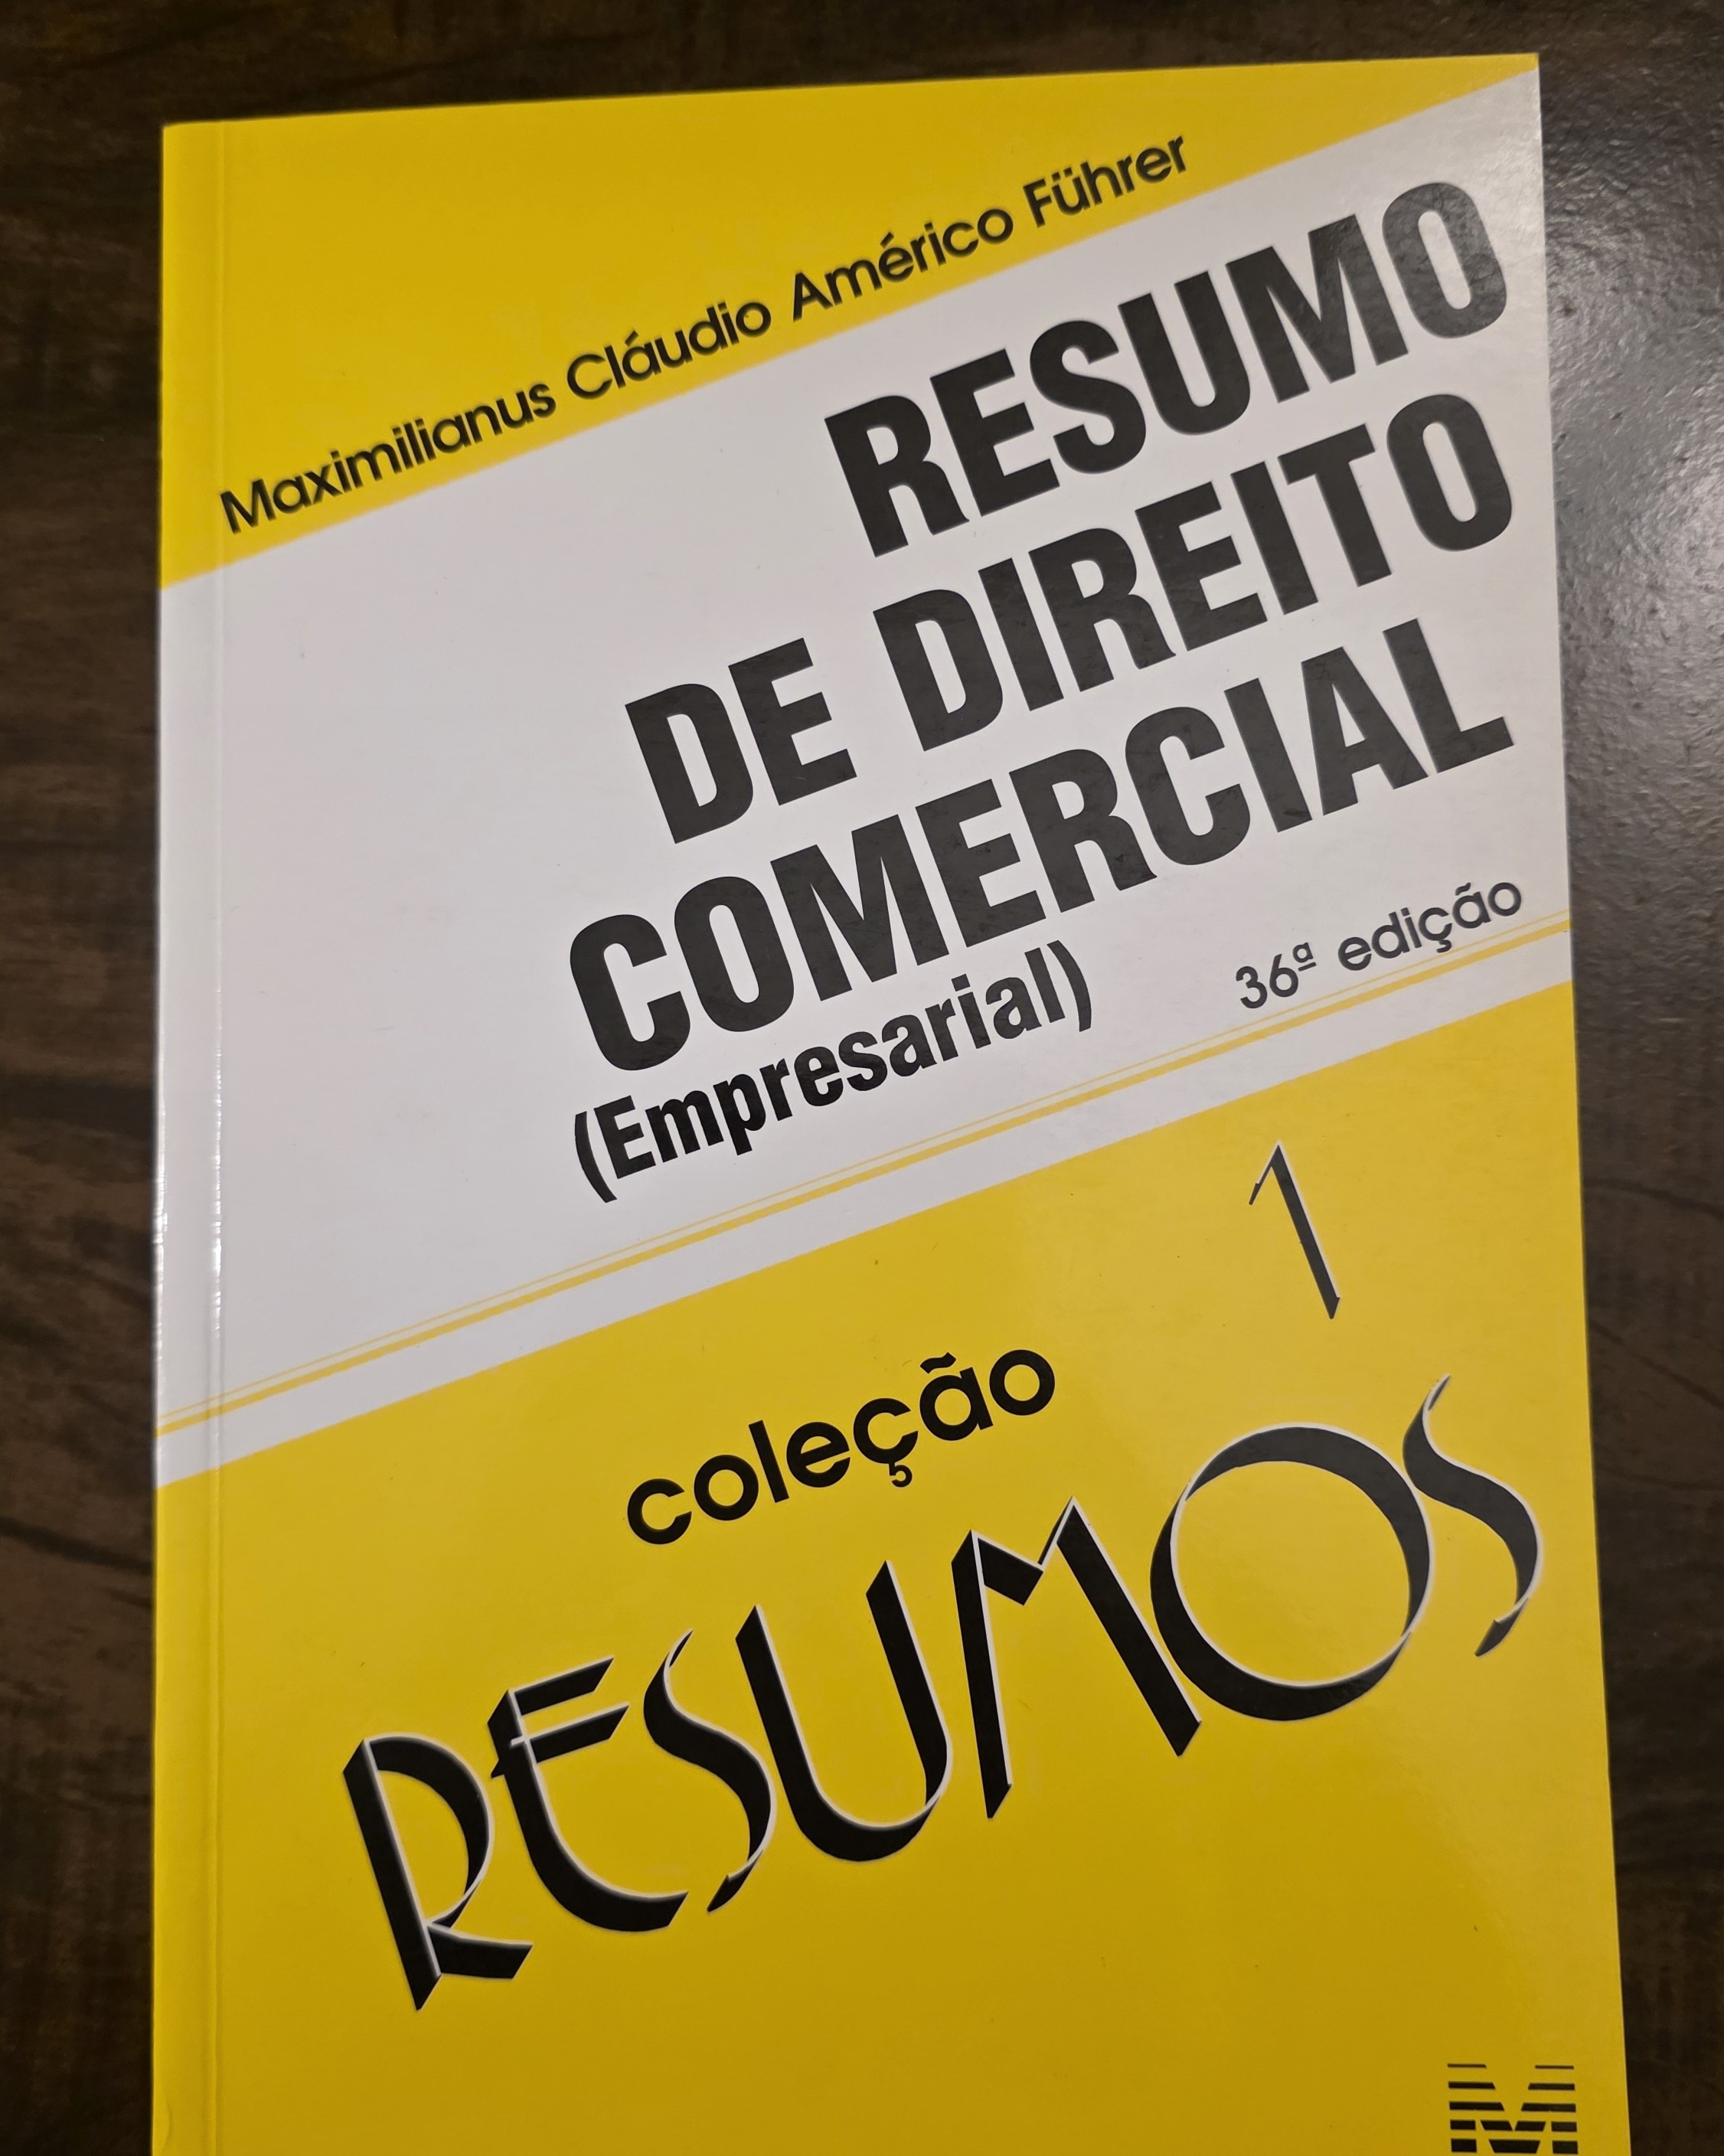 Maximilianus Cláudio Américo Führer
RESUMO
DE DIREITO
COMERCIAL
(Empresarial)
36ª edição
1
coleção
RESUMOS
M